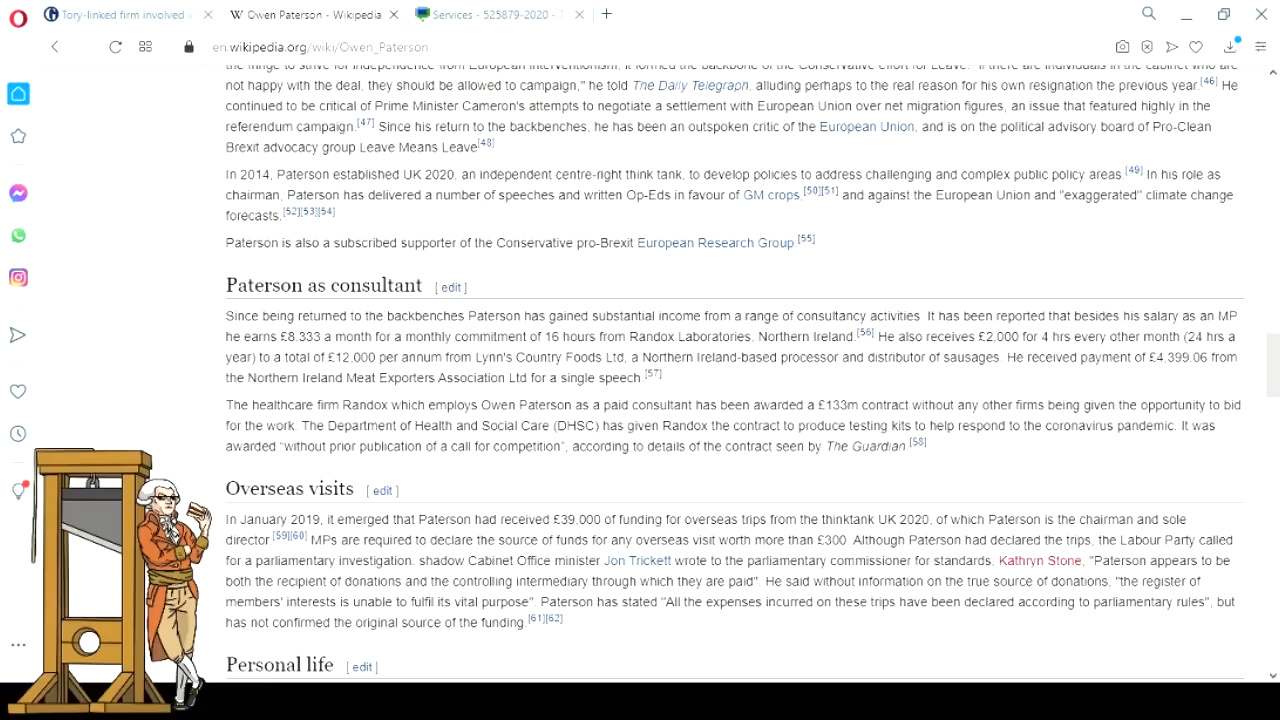 Tory-linked firm involved
Owen Paterson - Wikipedia
Services - 525879-2020 - T
en.wikipedia.org/wiki/Owen_Paterson
not happy with the deal, they should be allowed to campaign," he told The Daily Telegraph, alluding perhaps to the real reason for his own resignation the previous year.[46] He
continued to be critical of Prime Minister Cameron's attempts to negotiate a settlement with European Union over net migration figures, an issue that featured highly in the
referendum campaign.[47] Since his return to the backbenches, he has been an outspoken critic of the European Union, and is on the political advisory board of Pro-Clean
Brexit advocacy group Leave Means Leave[48]
In 2014, Paterson established UK 2020, an independent centre-right think tank, to develop policies to address challenging and complex public policy areas.[49] In his role as
chairman, Paterson has delivered a number of speeches and written Op-Eds in favour of GM crops,[50][51] and against the European Union and "exaggerated" climate change
forecasts.[52][53][54]
Paterson is also a subscribed supporter of the Conservative pro-Brexit European Research Group.[55]
Paterson as consultant [ edit ]
Since being returned to the backbenches Paterson has gained substantial income from a range of consultancy activities. It has been reported that besides his salary as an MP
he earns £8,333 a month for a monthly commitment of 16 hours from Randox Laboratories, Northern Ireland.[56] He also receives £2,000 for 4 hrs every other month (24 hrs a
year) to a total of £12,000 per annum from Lynn's Country Foods Ltd, a Northern Ireland-based processor and distributor of sausages. He received payment of £4,399.06 from
the Northern Ireland Meat Exporters Association Ltd for a single speech.[57]
The healthcare firm Randox which employs Owen Paterson as a paid consultant has been awarded a £133m contract without any other firms being given the opportunity to bid
for the work. The Department of Health and Social Care (DHSC) has given Randox the contract to produce testing kits to help respond to the coronavirus pandemic. It was
awarded "without prior publication of a call for competition", according to details of the contract seen by The Guardian.[58]
Overseas visits [ edit ]
In January 2019, it emerged that Paterson had received £39,000 of funding for overseas trips from the thinktank UK 2020, of which Paterson is the chairman and sole
director.[59][60] MPs are required to declare the source of funds for any overseas visit worth more than £300. Although Paterson had declared the trips, the Labour Party called
for a parliamentary investigation. shadow Cabinet Office minister Jon Trickett wrote to the parliamentary commissioner for standards, Kathryn Stone, "Paterson appears to be
both the recipient of donations and the controlling intermediary through which they are paid". He said without information on the true source of donations, "the register of
members' interests is unable to fulfil its vital purpose". Paterson has stated "All the expenses incurred on these trips have been declared according to parliamentary rules", but
has not confirmed the original source of the funding.[61][62]
Personal life [ edit ]